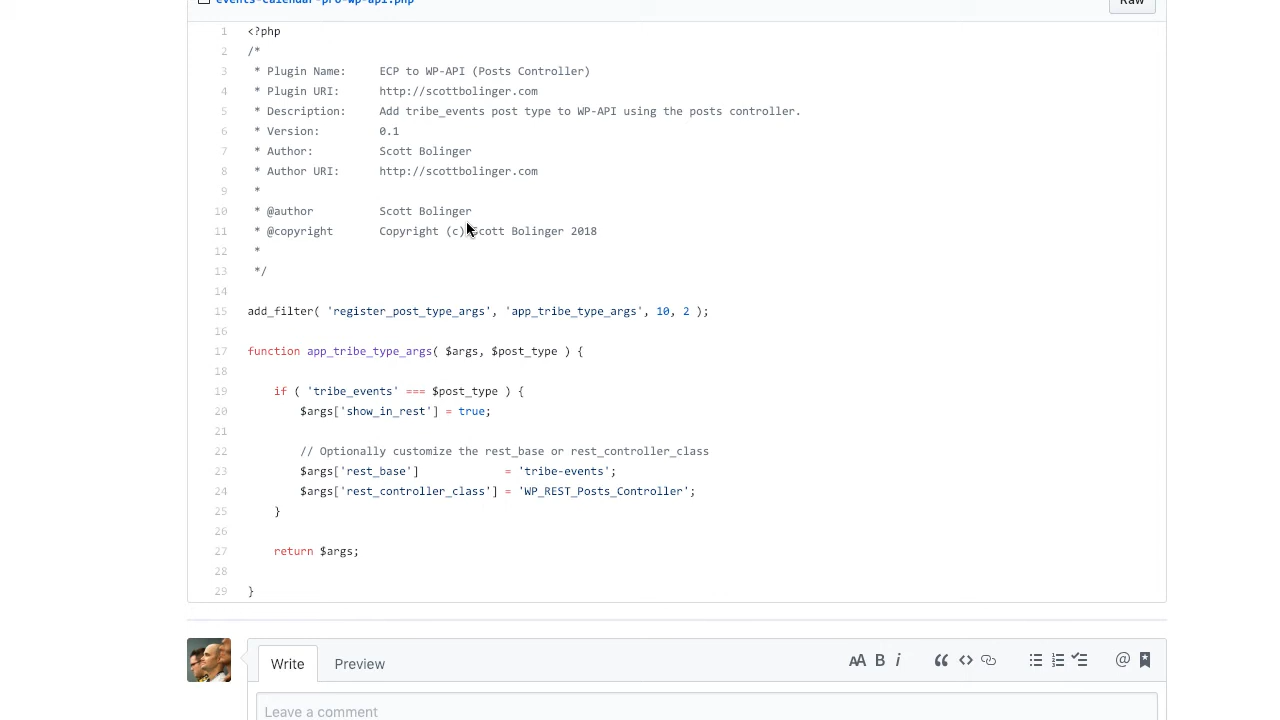 events-calendar-pro-wp-api.php
Raw
1 <?php
2 /*
3 * Plugin Name: ECP to WP-API (Posts Controller)
4 * Plugin URI: http://scottbolinger.com
5 * Description: Add tribe_events post type to WP-API using the posts controller.
6 * Version: 0.1
7 * Author: Scott Bolinger
8 * Author URI: http://scottbolinger.com
9 *
10 * @author Scott Bolinger
11 * @copyright Copyright (c) Scott Bolinger 2018
12 *
13 */
14
15 add_filter( 'register_post_type_args', 'app_tribe_type_args', 10, 2 );
16
17 function app_tribe_type_args( $args, $post_type ) {
18
19 if ( 'tribe_events' === $post_type ) {
20 $args['show_in_rest'] = true;
21
22 // Optionally customize the rest_base or rest_controller_class
23 $args['rest_base'] = 'tribe-events';
24 $args['rest_controller_class'] = 'WP_REST_Posts_Controller';
25 }
26
27 return $args;
28
29 }
Write Preview AA B i @
Leave a comment